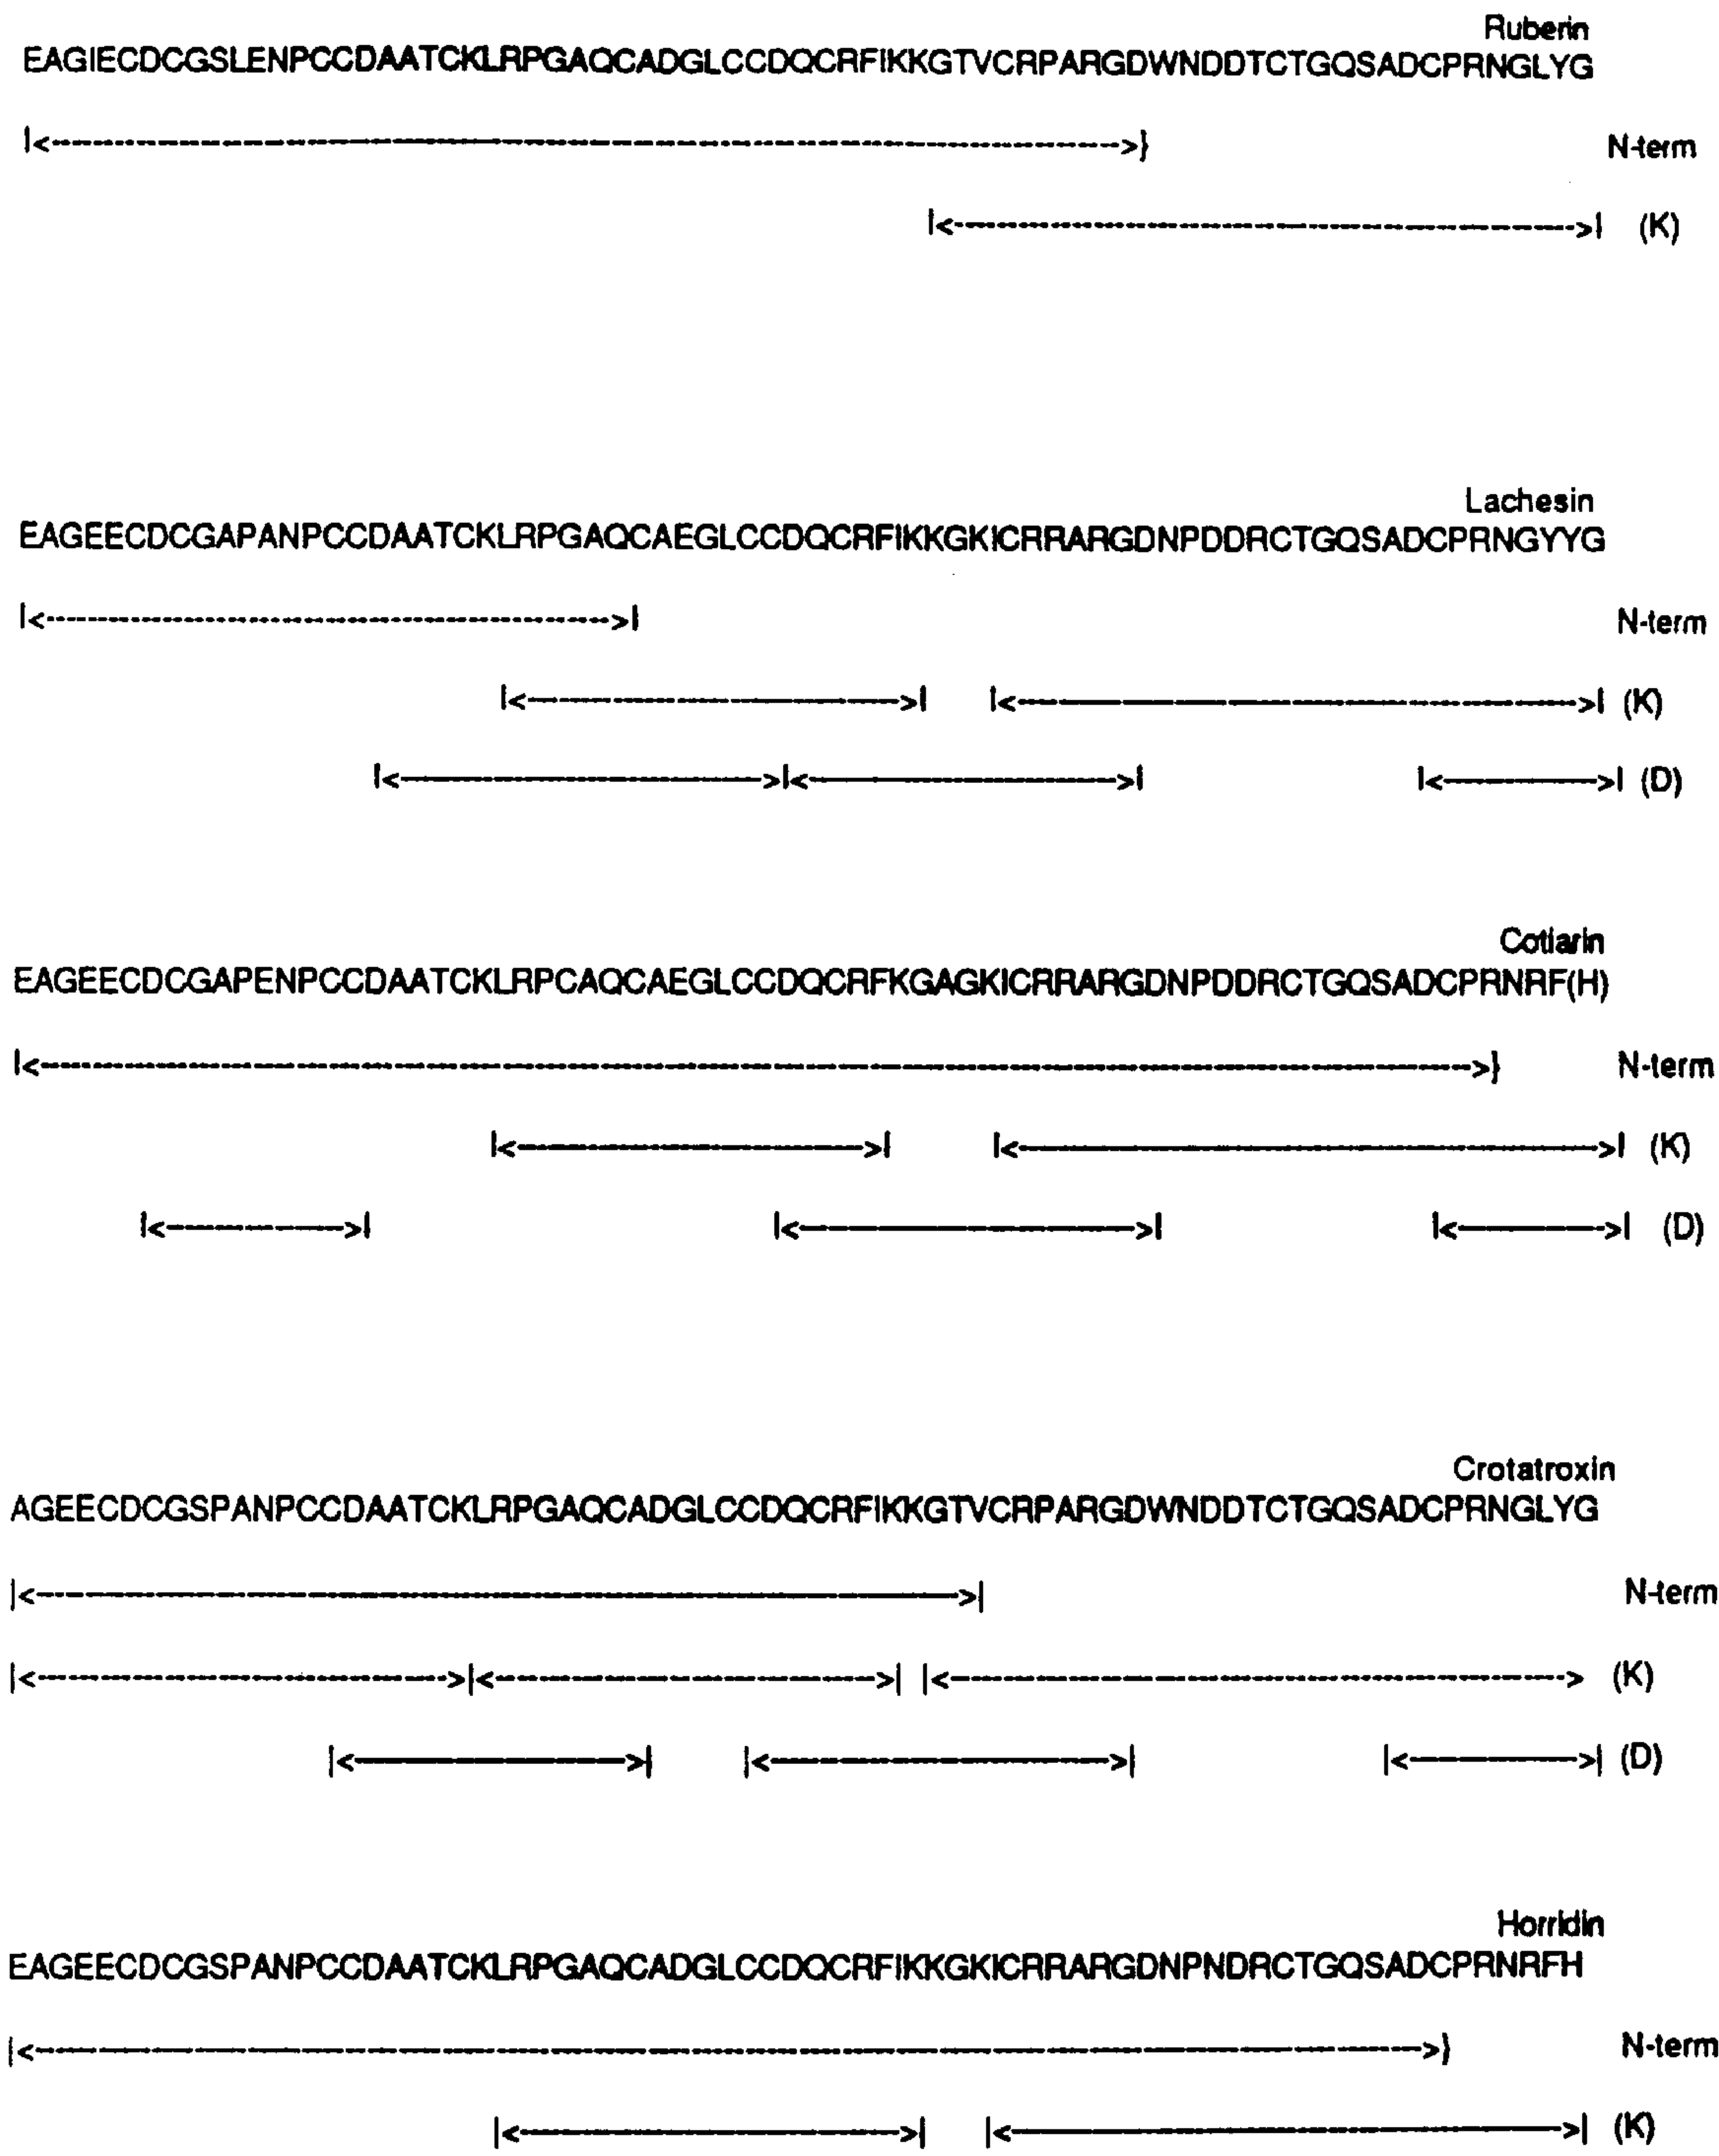 Ruberin
EAGIECDCGSLENPCCDAATCKLRPGAQCADGLCCDQCRFIKKGTVCRPARGDWNDDTCTGQSADCPRNGLYG
N-term
(K)
Lachesin
EAGEECDCGAPANPCCDAATCKLRPGAQCAEGLCCDQCRFIKKGKICRRARGDNPDDRCTGQSADCPRNGYYG
N-term
(K)
(D)
Cotiarin
EAGEECDCGAPENPCCDAATCKLRPCAQCAEGLCCDQCRFKGAGKICRRARGDNPDDRCTGQSADCPRNRF(H)
N-term
(K)
(D)
Crotatroxin
AGEECDCGSPANPCCDAATCKLRPGAQCADGLCCDQCRFIKKGTVCRPARGDWNDDTCTGQSADCPRNGLYG
N-term
(K)
(D)
Horridin
EAGEECDCGSPANPCCDAATCKLRPGAQCADGLCCDQCRFIKKGKICRRARGDNPNDRCTGQSADCPRNRFH
N-term
(K)